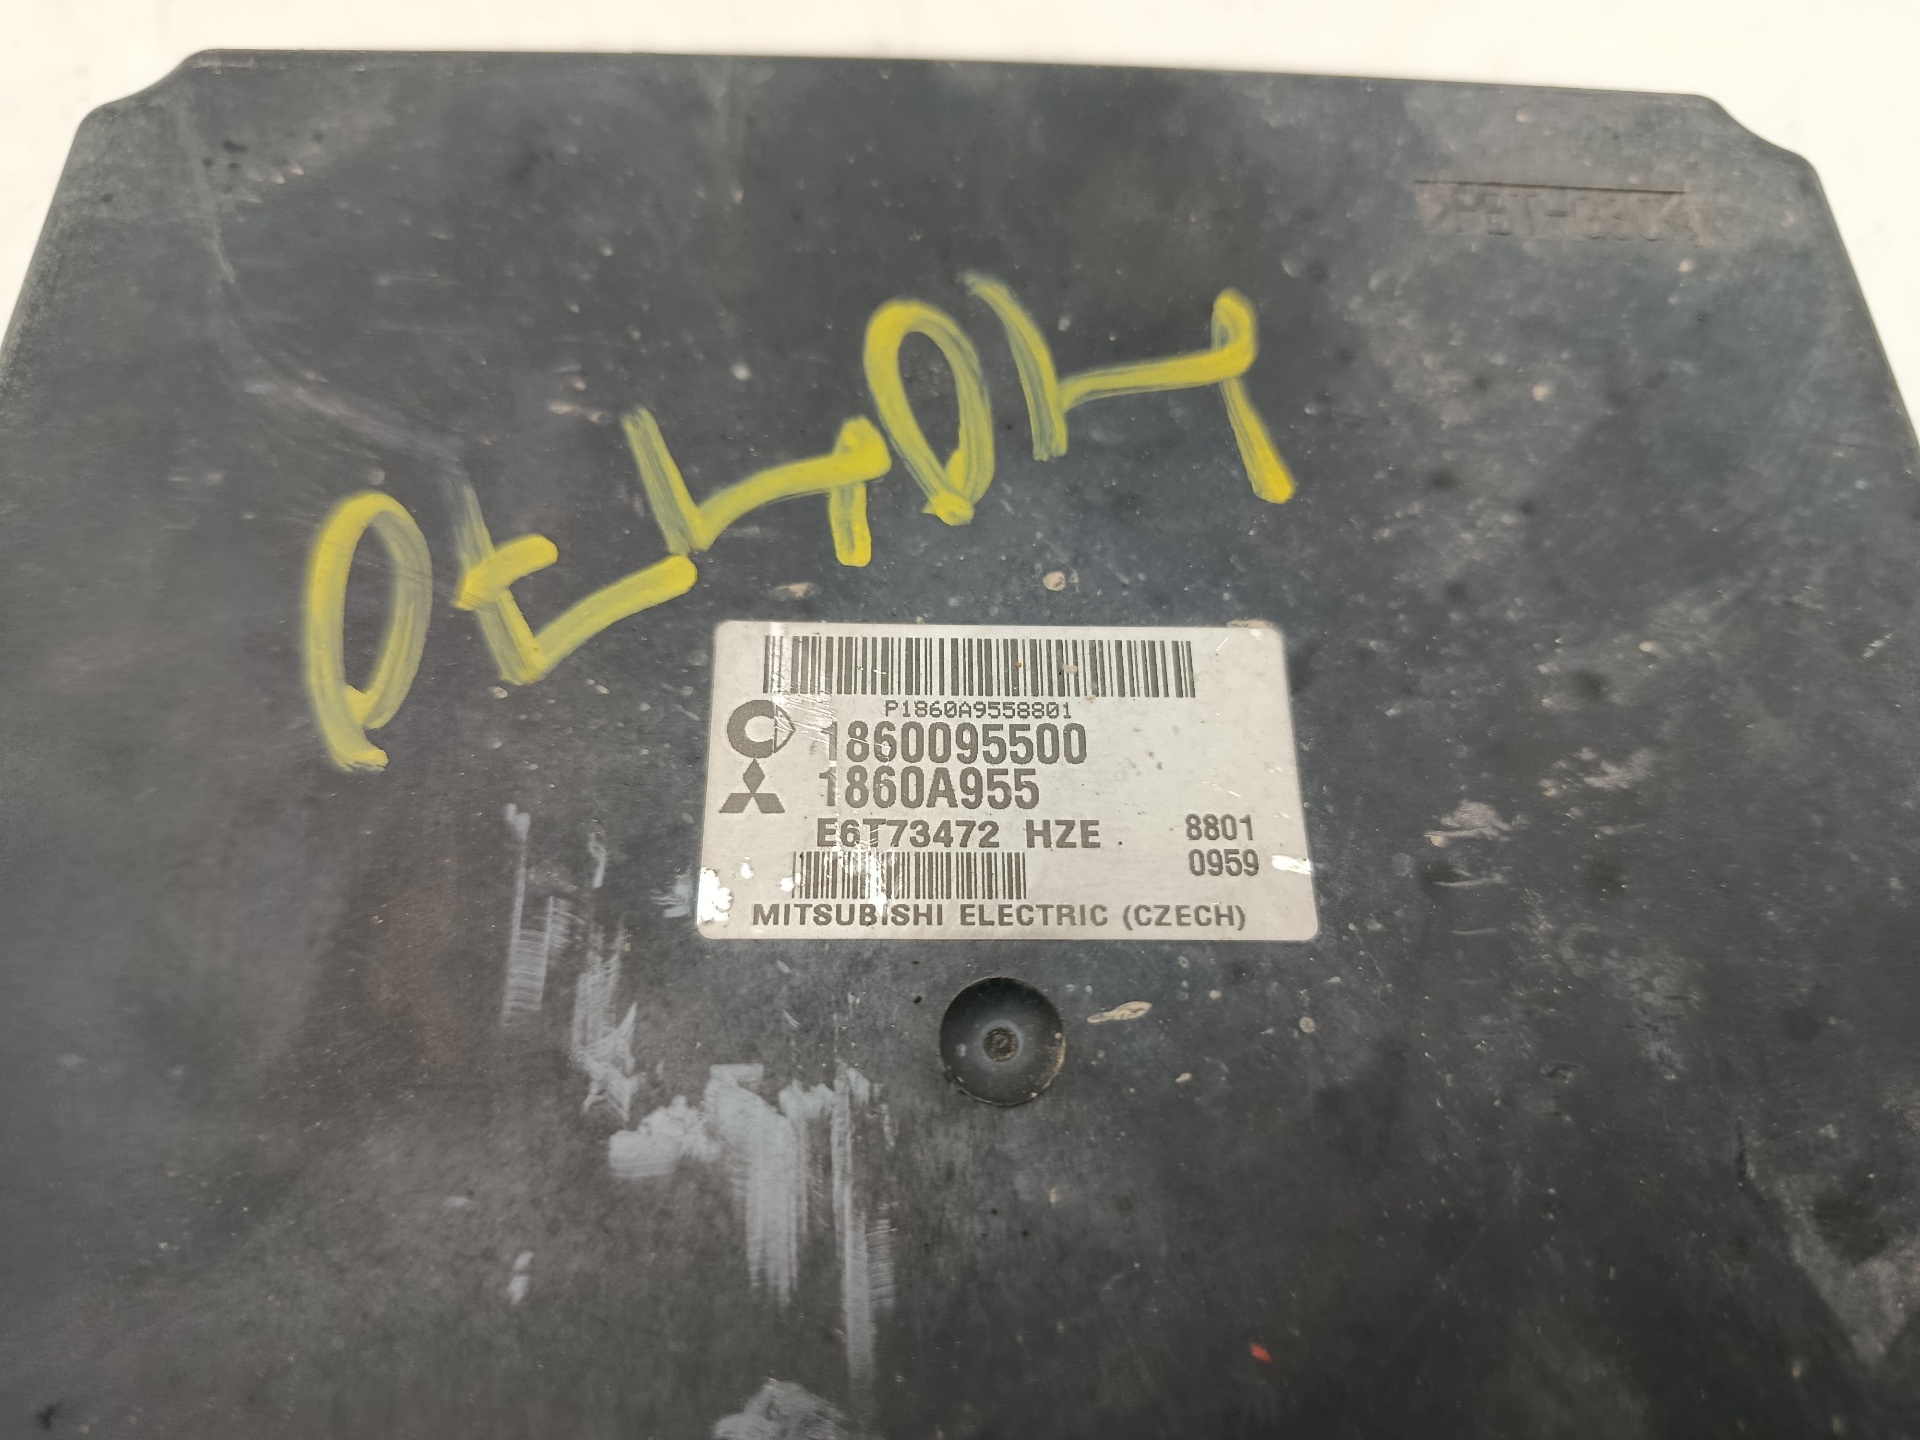 P1860A9558801
1860095500
1860A955
E6T73472 HZE
8801
0959
MITSUBISHI ELECTRIC (CZECH)